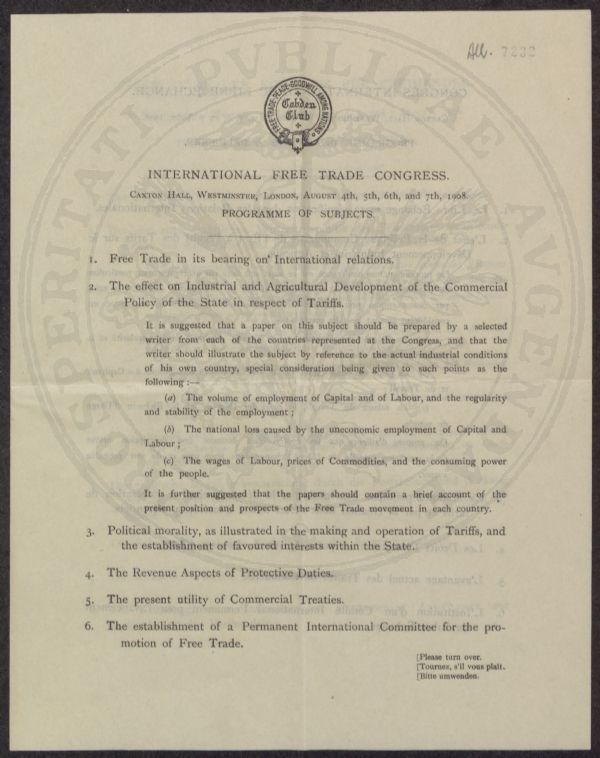 All. 7232
PROSPERITATI PVBLICAE AVGENDAE
FREE·TRADE·PEACE·GOODWILL AMONG NATIONS
Cobden
Club
INTERNATIONAL FREE TRADE CONGRESS.
Caxton Hall, Westminster, London, August 4th, 5th, 6th, and 7th, 1908.
PROGRAMME OF SUBJECTS.
1. Free Trade in its bearing on International relations.
2. The effect on Industrial and Agricultural Development of the Commercial
Policy of the State in respect of Tariffs.
It is suggested that a paper on this subject should be prepared by a selected
writer from each of the countries represented at the Congress, and that the
writer should illustrate the subject by reference to the actual industrial conditions
of his own country, special consideration being given to such points as the
following :—
(a) The volume of employment of Capital and of Labour, and the regularity
and stability of the employment ;
(b) The national loss caused by the uneconomic employment of Capital and
Labour ;
(c) The wages of Labour, prices of Commodities, and the consuming power
of the people.
It is further suggested that the papers should contain a brief account of the
present position and prospects of the Free Trade movement in each country.
3. Political morality, as illustrated in the making and operation of Tariffs, and
the establishment of favoured interests within the State.
4. The Revenue Aspects of Protective Duties.
5. The present utility of Commercial Treaties.
6. The establishment of a Permanent International Committee for the pro-
motion of Free Trade.
[Please turn over.
[Tournez, s'il vous plait.
[Bitte umwenden.